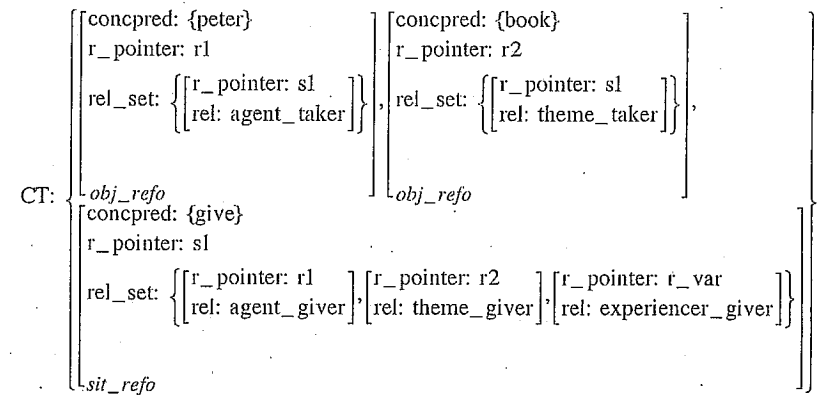 ⎡concpred: {peter} ⎤ ⎡concpred: {book} ⎤
r_pointer: r1 r_pointer: r2
rel_set: {[r_pointer: s1 ]} , rel_set: {[r_pointer: s1 ]} ,
[rel: agent_taker]} [rel: theme_taker]}
CT: { obj_refo obj_refo
[concpred: {give}
r_pointer: s1
rel_set: {[r_pointer: r1 ],[r_pointer: r2 ],[r_pointer: r_var ]}
[rel: agent_giver],[rel: theme_giver],[rel: experiencer_giver]}
sit_refo